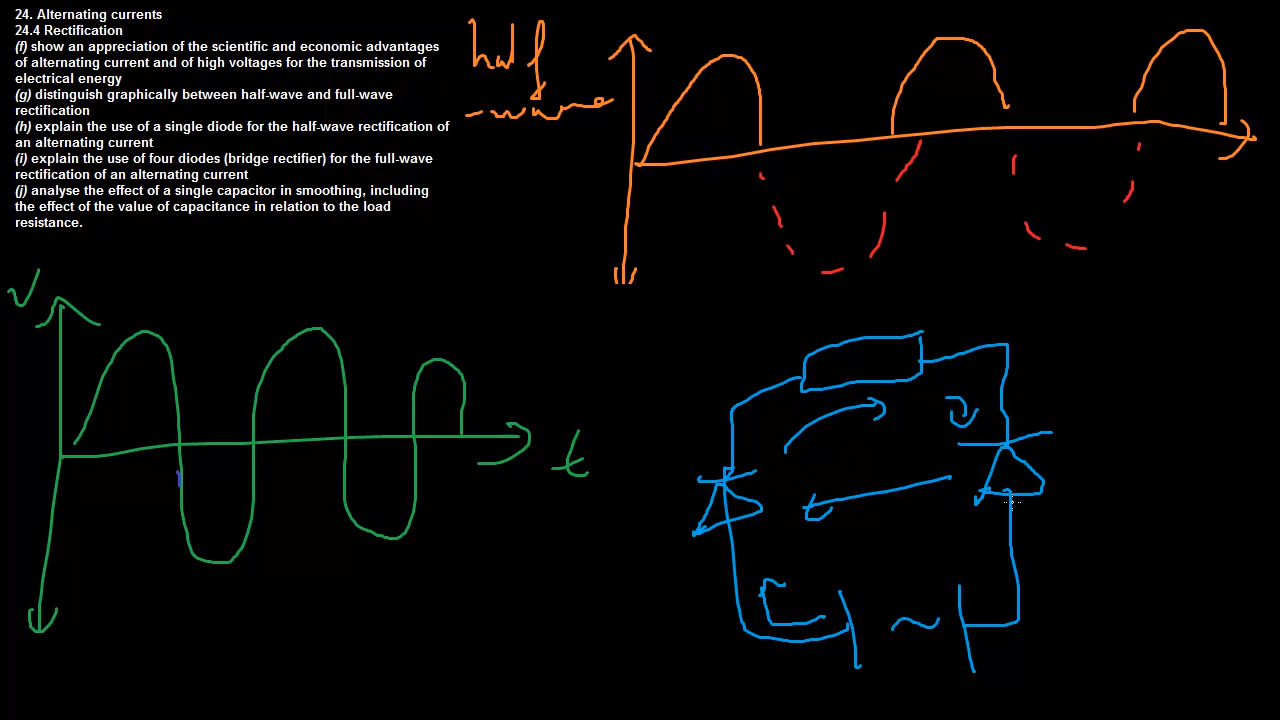 24. Alternating currents
24.4 Rectification
(f) show an appreciation of the scientific and economic advantages
of alternating current and of high voltages for the transmission of
electrical energy
(g) distinguish graphically between half-wave and full-wave
rectification
(h) explain the use of a single diode for the half-wave rectification of
an alternating current
(i) explain the use of four diodes (bridge rectifier) for the full-wave
rectification of an alternating current
(j) analyse the effect of a single capacitor in smoothing, including
the effect of the value of capacitance in relation to the load
resistance.
half
V
t